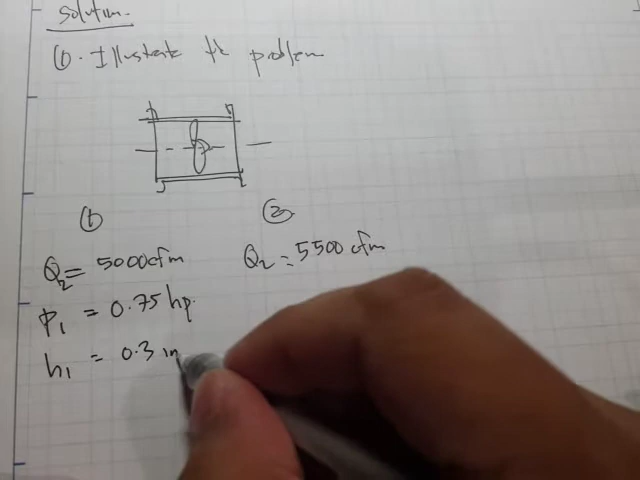 Solution.
①. Illustrate the problem
① ②
Q₂ = 5000 cfm Q₂ = 5500 cfm
P₁ = 0.75 hp.
h₁ = 0.3 in